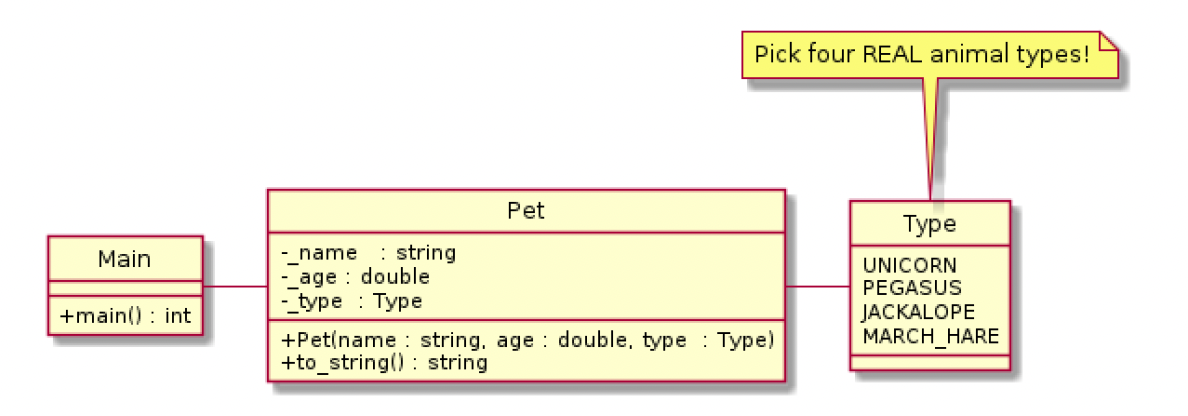 Pick four REAL animal types!
Main
+main() : int
Pet
-_name : string
-_age : double
-_type : Type
+Pet(name : string, age : double, type : Type)
+to_string() : string
Type
UNICORN
PEGASUS
JACKALOPE
MARCH_HARE